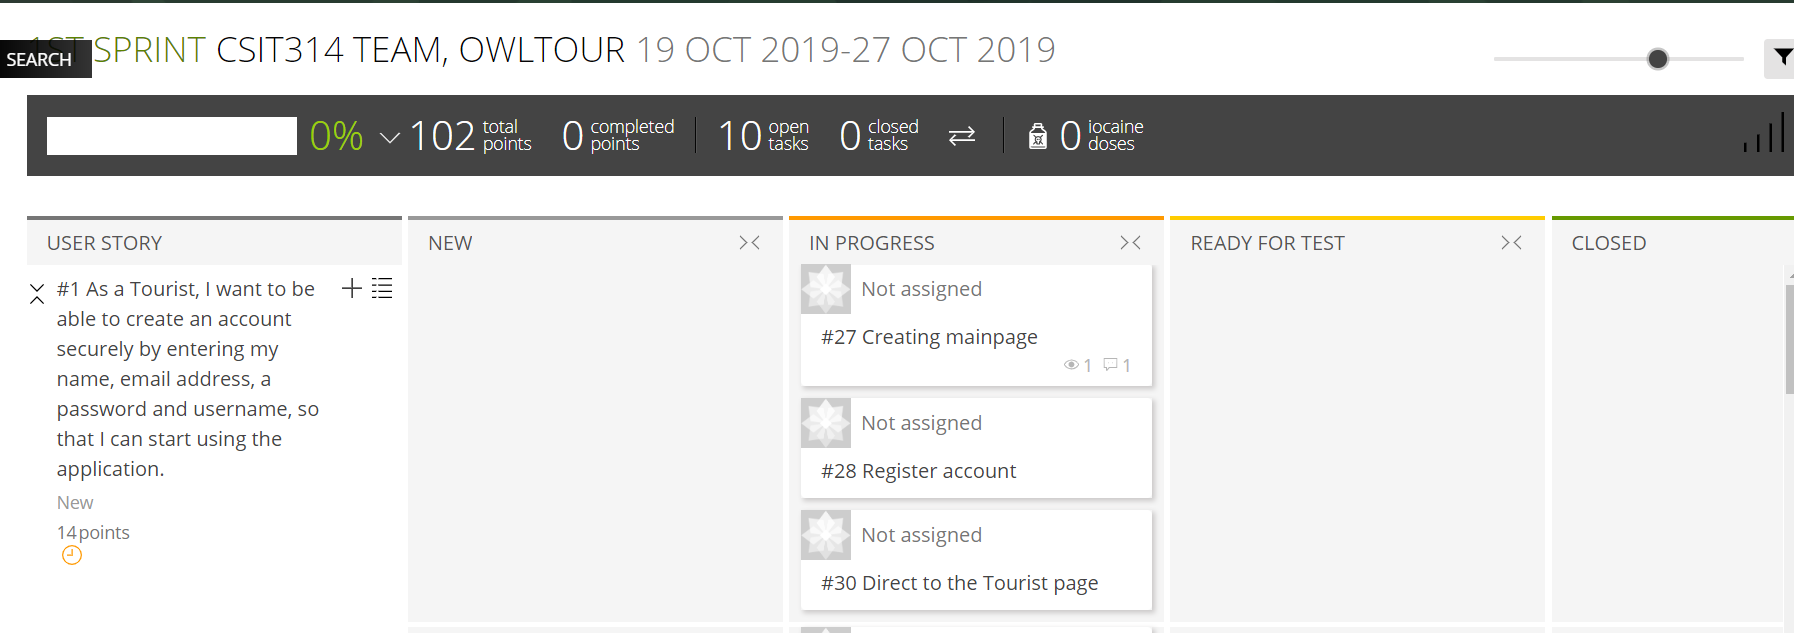 1ST SPRINT CSIT314 TEAM, OWLTOUR 19 OCT 2019-27 OCT 2019
SEARCH
0% 102 total points 0 completed points 10 open tasks 0 closed tasks 0 iocaine doses
USER STORY NEW IN PROGRESS READY FOR TEST CLOSED
#1 As a Tourist, I want to be
able to create an account
securely by entering my
name, email address, a
password and username, so
that I can start using the
application.
New
14 points
Not assigned
#27 Creating mainpage
1 1
Not assigned
#28 Register account
Not assigned
#30 Direct to the Tourist page